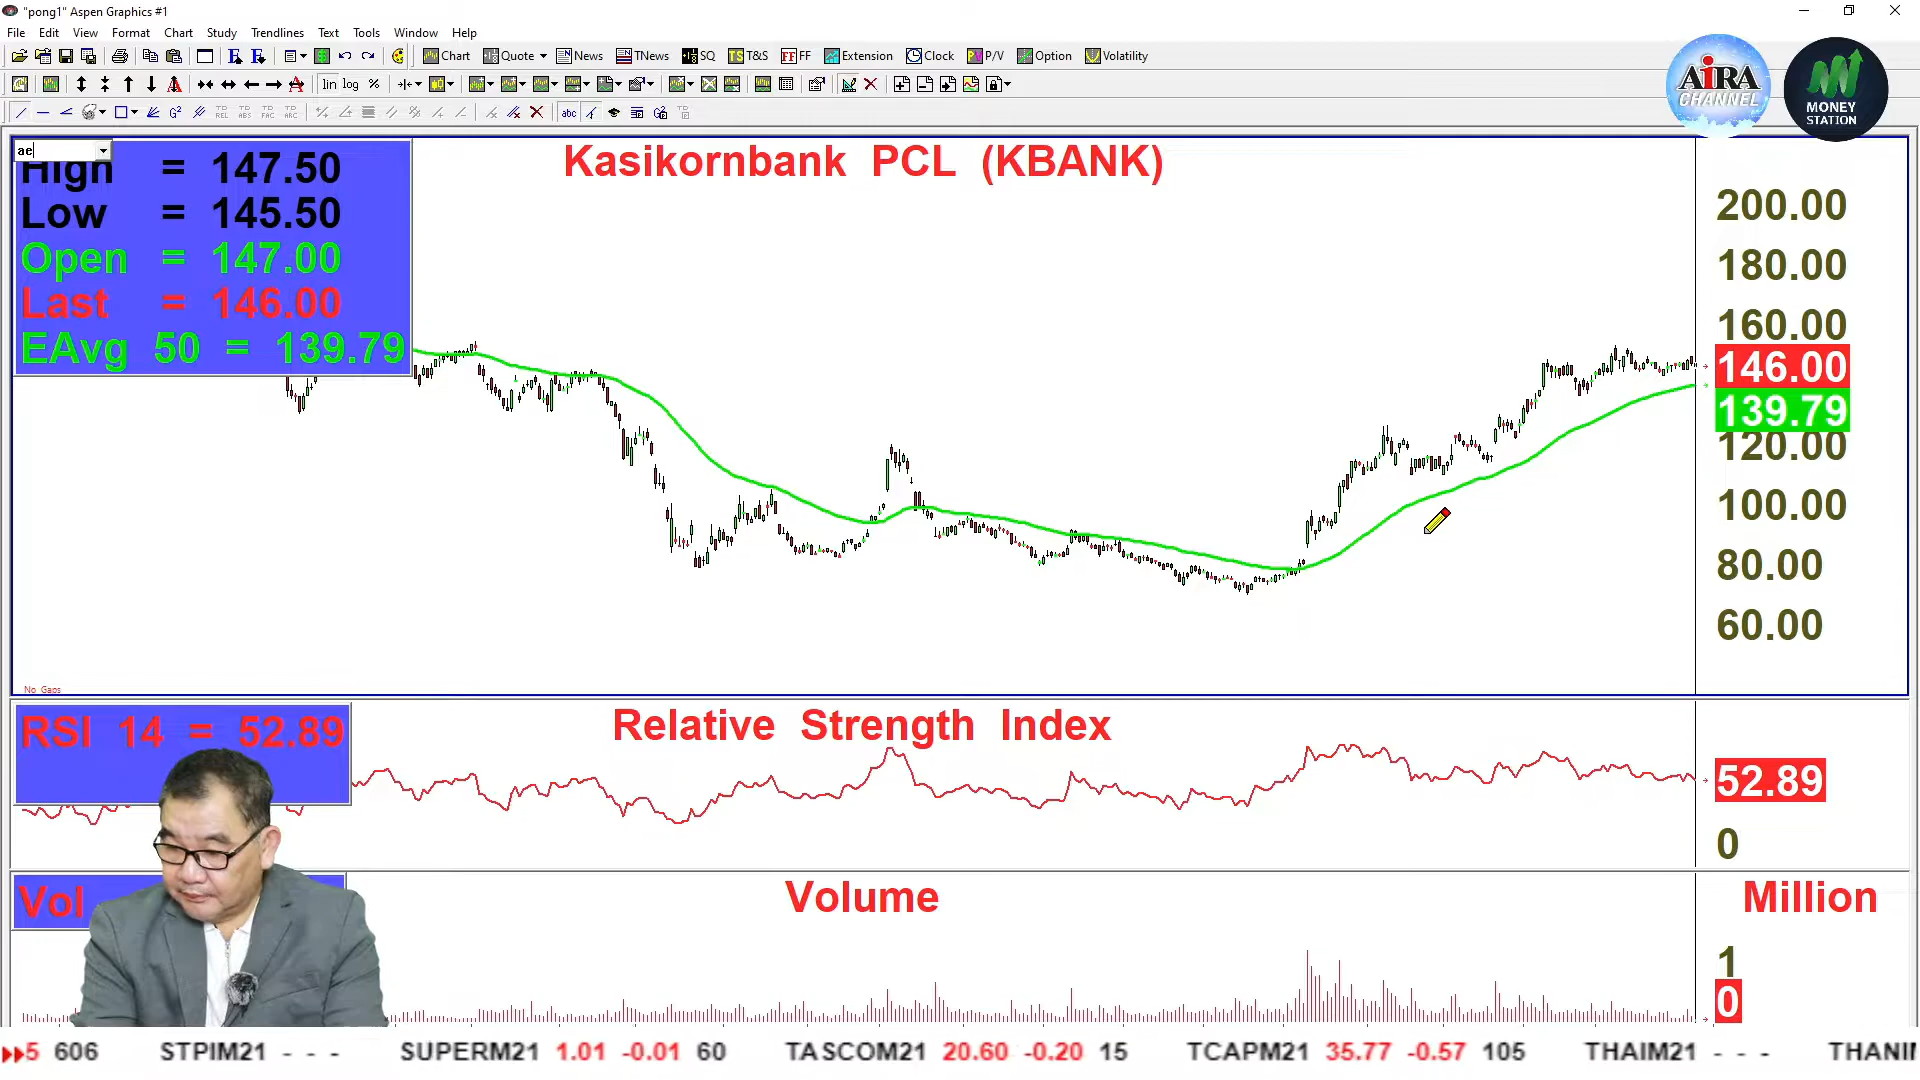 "pong1" Aspen Graphics #1
File Edit View Format Chart Study Trendlines Text Tools Window Help
Chart Quote News TNews SQ TS T&S FF FF Extension Clock P/V Option Volatility
lin log %
abc
AiRA CHANNEL
MONEY STATION
ae
High = 147.50
Low = 145.50
Open = 147.00
Last = 146.00
EAvg 50 = 139.79
Kasikornbank PCL (KBANK)
200.00
180.00
160.00
146.00
139.79
120.00
100.00
80.00
60.00
No Gaps
RSI 14 = 52.89
Relative Strength Index
52.89
0
Vol
Volume
Million
1
0
5 606 STPIM21 - - - SUPERM21 1.01 -0.01 60 TASCOM21 20.60 -0.20 15 TCAPM21 35.77 -0.57 105 THAIM21 - - -